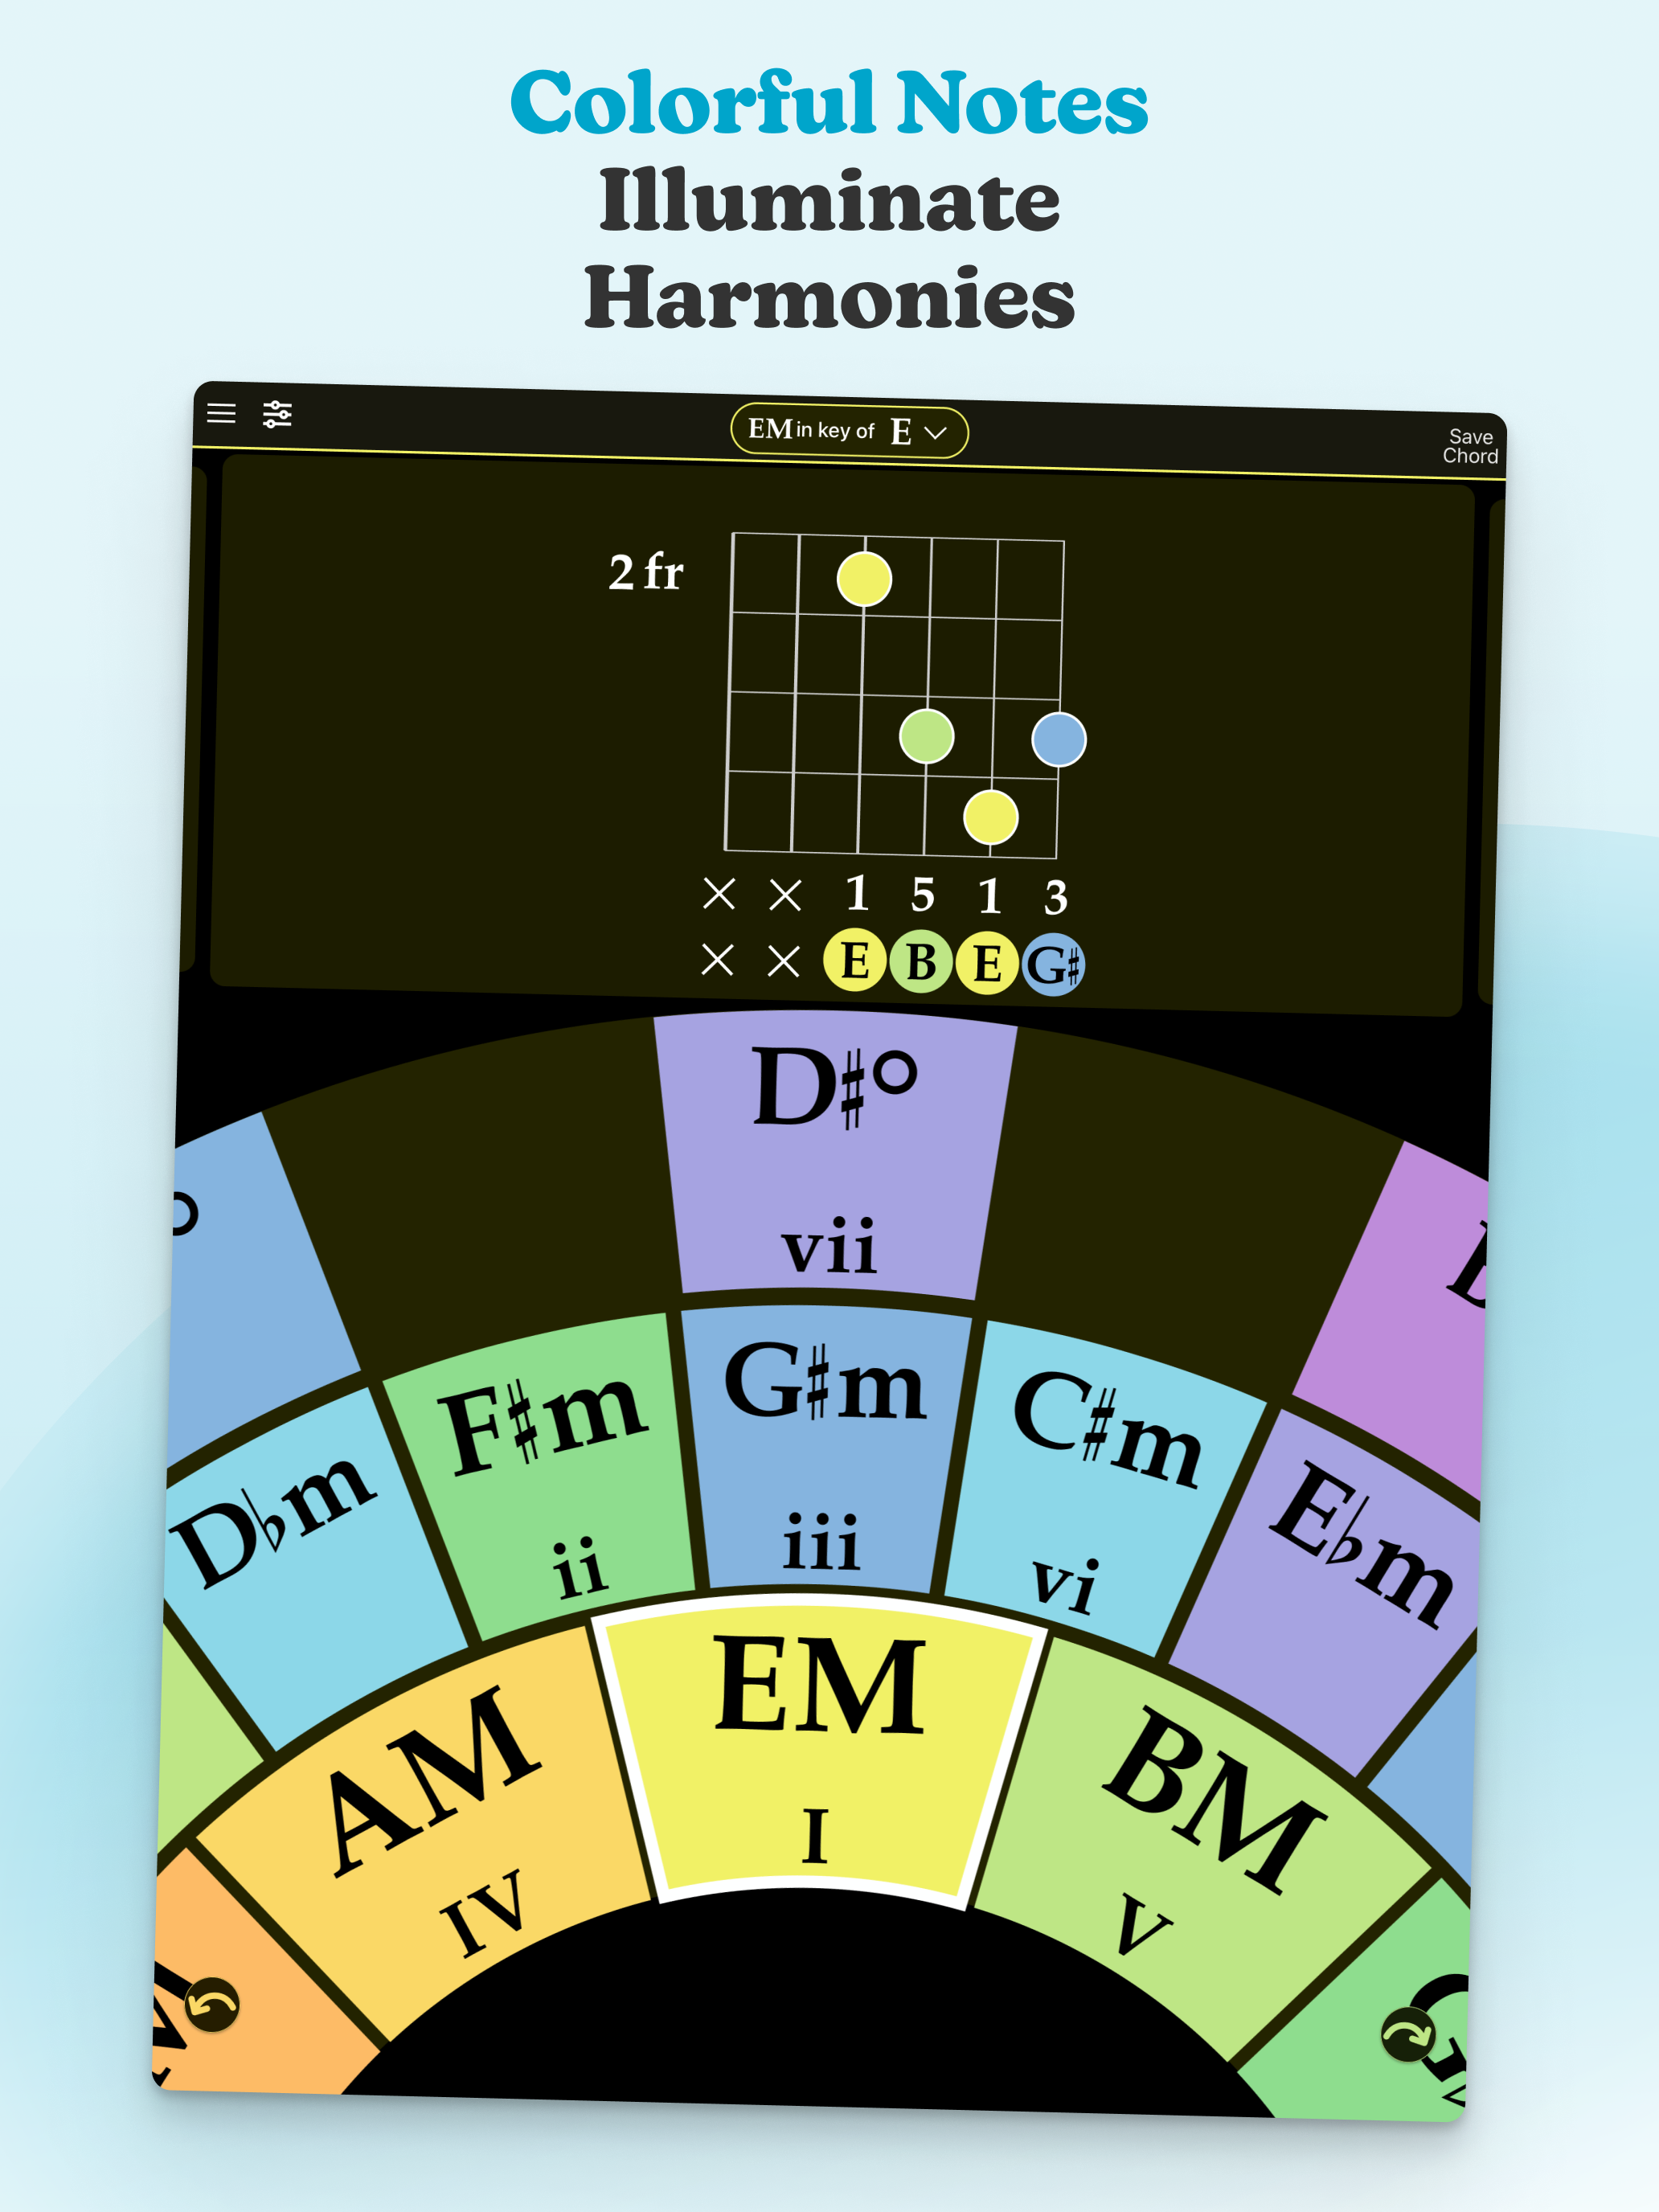 Colorful Notes
Illuminate
Harmonies
EM in key of E
Save
Chord
2 fr
× × 1 5 1 3
× × E B E G♯
D♯°
vii
D♭m
F♯m
ii
G♯m
iii
C♯m
vi
E♭m
AM
IV
EM
I
BM
V